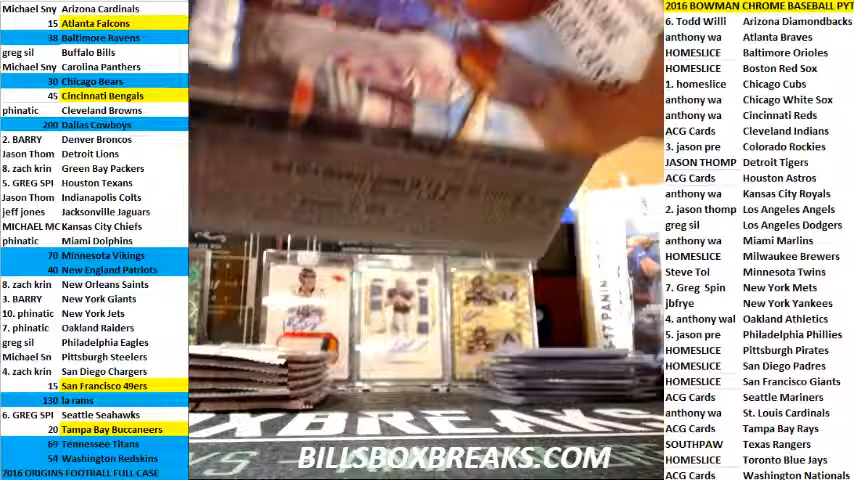 Michael Sny Arizona Cardinals
15 Atlanta Falcons
38 Baltimore Ravens
greg sil Buffalo Bills
Michael Sny Carolina Panthers
30 Chicago Bears
45 Cincinnati Bengals
phinatic Cleveland Browns
200 Dallas Cowboys
2. BARRY Denver Broncos
Jason Thom Detroit Lions
8. zach krin Green Bay Packers
5. GREG SPI Houston Texans
Jason Thom Indianapolis Colts
jeff jones Jacksonville Jaguars
MICHAEL MC Kansas City Chiefs
phinatic Miami Dolphins
70 Minnesota Vikings
40 New England Patriots
8. zach krin New Orleans Saints
3. BARRY New York Giants
10. phinatic New York Jets
7. phinatic Oakland Raiders
greg sil Philadelphia Eagles
Michael Sn Pittsburgh Steelers
4. zach krin San Diego Chargers
15 San Francisco 49ers
130 la rams
6. GREG SPI Seattle Seahawks
20 Tampa Bay Buccaneers
69 Tennessee Titans
54 Washington Redskins
2016 ORIGINS FOOTBALL FULL CASE
PANINI
XBREAKS
BILLSBOXBREAKS.COM
2016 BOWMAN CHROME BASEBALL PYT
6. Todd Willi Arizona Diamondbacks
anthony wa Atlanta Braves
HOMESLICE Baltimore Orioles
HOMESLICE Boston Red Sox
1. homeslice Chicago Cubs
anthony wa Chicago White Sox
anthony wa Cincinnati Reds
ACG Cards Cleveland Indians
3. jason pre Colorado Rockies
JASON THOMP Detroit Tigers
ACG Cards Houston Astros
anthony wa Kansas City Royals
2. jason thomp Los Angeles Angels
greg sil Los Angeles Dodgers
anthony wa Miami Marlins
HOMESLICE Milwaukee Brewers
Steve Tol Minnesota Twins
7. Greg Spin New York Mets
jbfrye New York Yankees
4. anthony wal Oakland Athletics
5. jason pre Philadelphia Phillies
HOMESLICE Pittsburgh Pirates
HOMESLICE San Diego Padres
HOMESLICE San Francisco Giants
ACG Cards Seattle Mariners
anthony wa St. Louis Cardinals
ACG Cards Tampa Bay Rays
SOUTHPAW Texas Rangers
HOMESLICE Toronto Blue Jays
ACG Cards Washington Nationals